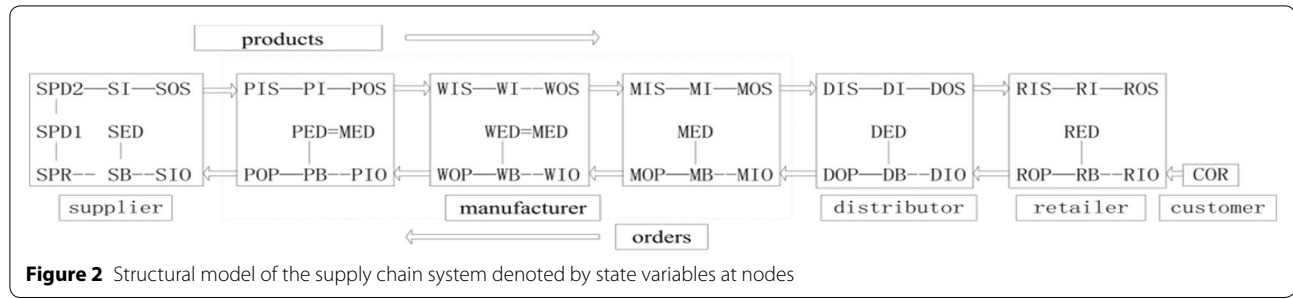 products
SPD2—SI—SOS PIS—PI—POS WIS—WI--WOS MIS—MI—MOS DIS—DI—DOS RIS—RI—ROS
SPD1 SED PED=MED WED=MED MED DED RED
SPR-- SB--SIO POP—PB--PIO WOP—WB--WIO MOP—MB--MIO DOP—DB--DIO ROP—RB--RIO COR
supplier manufacturer distributor retailer customer
orders
Figure 2 Structural model of the supply chain system denoted by state variables at nodes